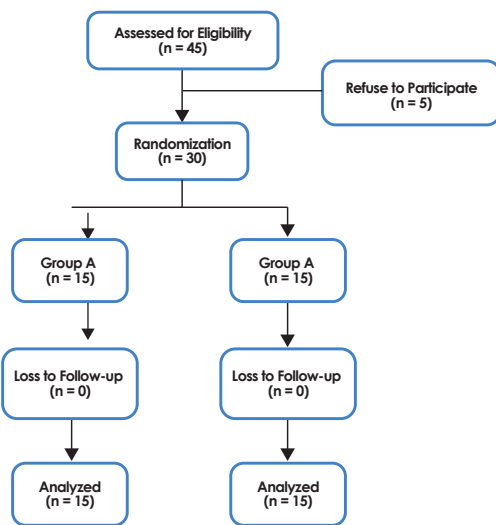 Assessed for Eligibility
(n = 45)
Refuse to Participate
(n = 5)
Randomization
(n = 30)
Group A
(n = 15)
Group A
(n = 15)
Loss to Follow-up
(n = 0)
Loss to Follow-up
(n = 0)
Analyzed
(n = 15)
Analyzed
(n = 15)